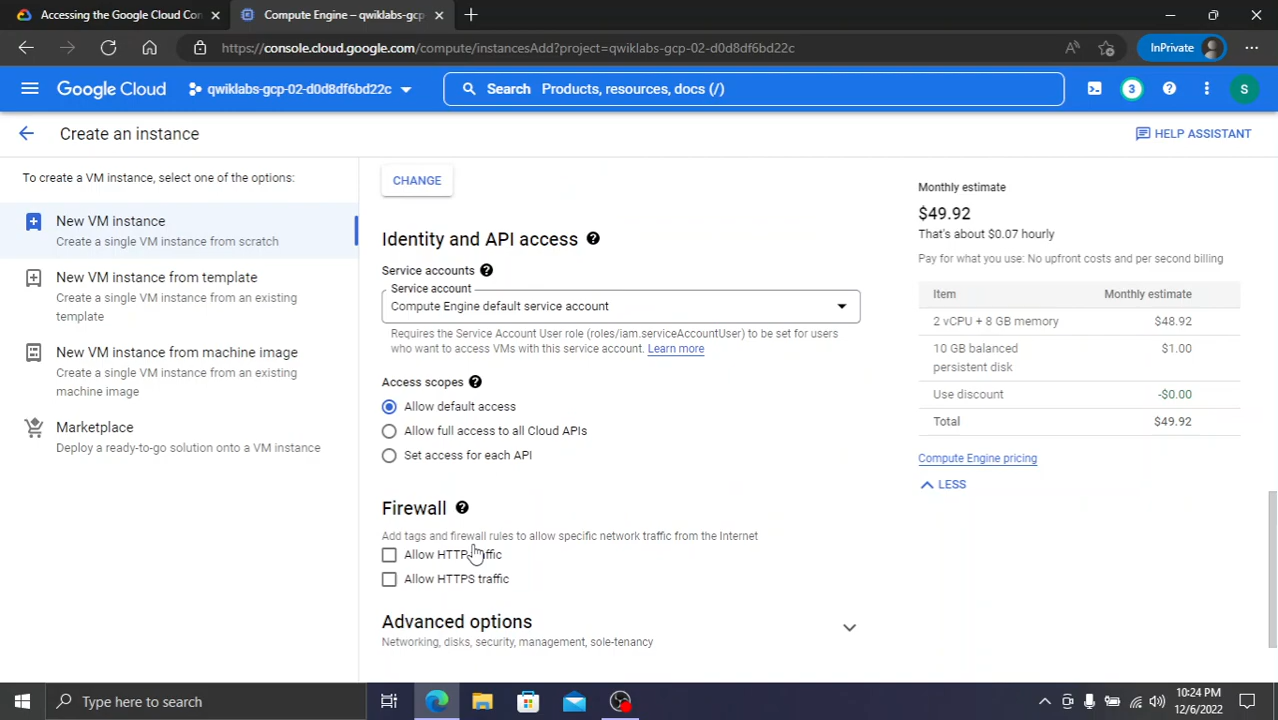 Accessing the Google Cloud Con
Compute Engine – qwiklabs-gcp
https://console.cloud.google.com/compute/instancesAdd?project=qwiklabs-gcp-02-d0d8df6bd22c
InPrivate
Google Cloud
qwiklabs-gcp-02-d0d8df6bd22c
Search Products, resources, docs (/)
3
S
Create an instance
HELP ASSISTANT
To create a VM instance, select one of the options:
New VM instance
Create a single VM instance from scratch
New VM instance from template
Create a single VM instance from an existing
template
New VM instance from machine image
Create a single VM instance from an existing
machine image
Marketplace
Deploy a ready-to-go solution onto a VM instance
CHANGE
Identity and API access
Service accounts
Service account
Compute Engine default service account
Requires the Service Account User role (roles/iam.serviceAccountUser) to be set for users
who want to access VMs with this service account. Learn more
Access scopes
Allow default access
Allow full access to all Cloud APIs
Set access for each API
Firewall
Add tags and firewall rules to allow specific network traffic from the Internet
Allow HTTP traffic
Allow HTTPS traffic
Advanced options
Networking, disks, security, management, sole-tenancy
Monthly estimate
$49.92
That's about $0.07 hourly
Pay for what you use: No upfront costs and per second billing
Item Monthly estimate
2 vCPU + 8 GB memory $48.92
10 GB balanced $1.00
persistent disk
Use discount -$0.00
Total $49.92
Compute Engine pricing
LESS
Type here to search
10:24 PM
12/6/2022